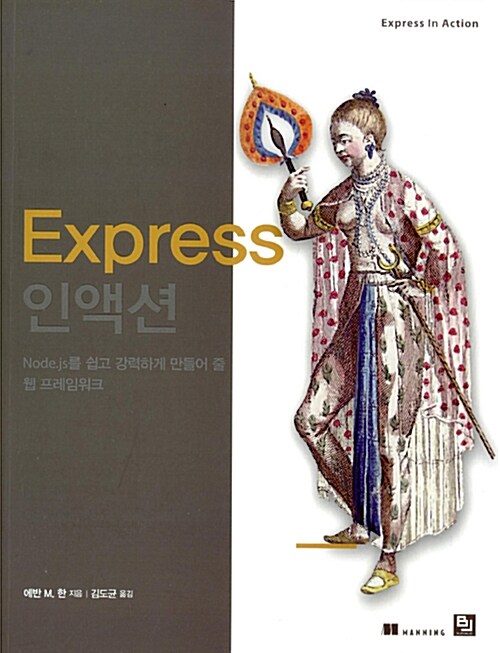 Express In Action
Express
인액션
Node.js를 쉽고 강력하게 만들어 줄
웹 프레임워크
에반 M. 한 지음 | 김도균 옮김
MANNING
BJ